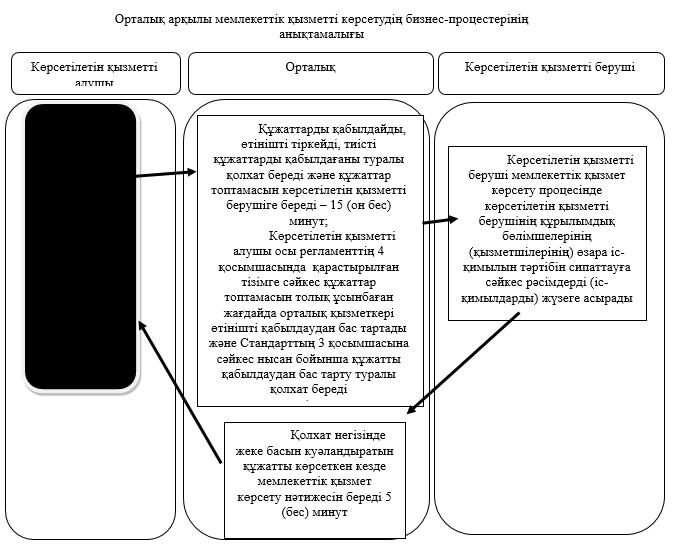 Орталық арқылы мемлекеттік қызметті көрсетудің бизнес-процестерінің
анықтамалығы
Көрсетілетін қызметті
алушы
Орталық
Көрсетілетін қызметті беруші
Құжаттарды қабылдайды,
өтінішті тіркейді, тиісті
құжаттарды қабылдағаны туралы
қолхат береді және құжаттар
топтамасын көрсетілетін қызметті
берушіге береді – 15 (он бес)
минут;
Көрсетілетін қызметті
алушы осы регламенттің 4
қосымшасында қарастырылған
тізімге сәйкес құжаттар
топтамасын толық ұсынбаған
жағдайда орталық қызметкері
өтінішті қабылдаудан бас тартады
және Стандарттың 3 қосымшасына
сәйкес нысан бойынша құжатты
қабылдаудан бас тарту туралы
қолхат береді
Көрсетілетін қызметті
беруші мемлекеттік қызмет
көрсету процесінде
көрсетілетін қызметті
берушінің құрылымдық
бөлімшелерінің
(қызметшілерінің) өзара іс-
қимылын тәртібін сипаттауға
сәйкес рәсімдерді (іс-
қимылдарды) жүзеге асырады
Қолхат негізінде
жеке басын куәландыратын
құжатты көрсеткен кезде
мемлекеттік қызмет
көрсету нәтижесін береді 5
(бес) минут